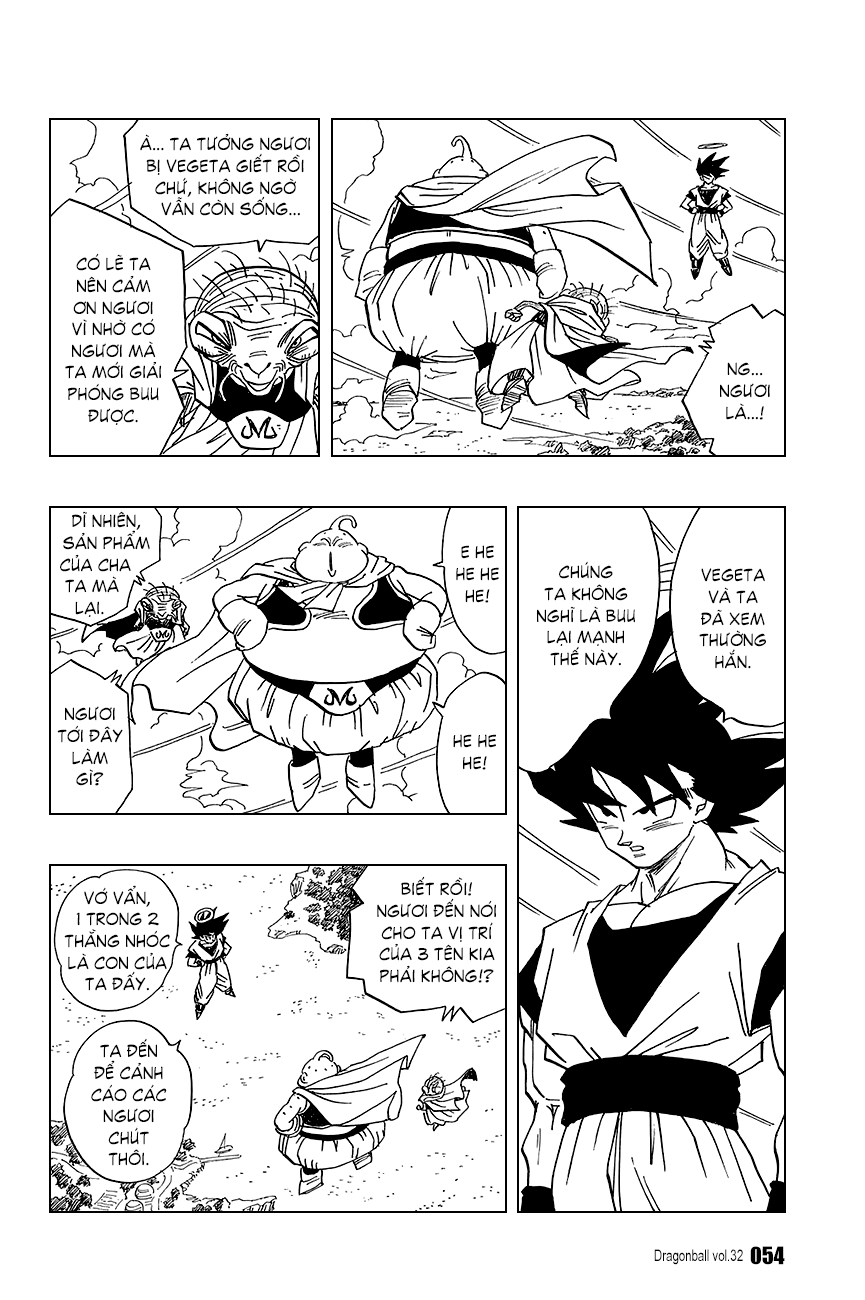 NG...
NGƯƠI
LÀ...!
À... TA TƯỞNG NGƯƠI
BỊ VEGETA GIẾT RỒI
CHỨ, KHÔNG NGỜ
VẪN CÒN SỐNG...
CÓ LẼ TA
NÊN CẢM
ƠN NGƯƠI
VÌ NHỜ CÓ
NGƯƠI MÀ
TA MỚI GIẢI
PHÓNG BUU
ĐƯỢC.
VEGETA
VÀ TA
ĐÃ XEM
THƯỜNG
HẮN.
CHÚNG
TA KHÔNG
NGHĨ LÀ BUU
LẠI MẠNH
THẾ NÀY.
E HE
HE HE
HE!
HE HE
HE!
DĨ NHIÊN,
SẢN PHẨM
CỦA CHA
TA MÀ
LẠI.
NGƯƠI
TỚI ĐÂY
LÀM
GÌ?
BIẾT RỒI!
NGƯƠI ĐẾN NÓI
CHO TA VỊ TRÍ
CỦA 3 TÊN KIA
PHẢI KHÔNG!?
VỚ VẨN,
1 TRONG 2
THẰNG NHÓC
LÀ CON CỦA
TA ĐẤY.
TA ĐẾN
ĐỂ CẢNH
CÁO CÁC
NGƯƠI
CHÚT
THÔI.
Dragonball vol.32 054